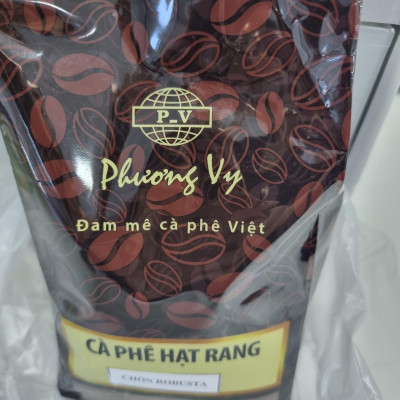 P-V
Phương Vy
Đam mê cà phê Việt
CÀ PHÊ HẠT RANG
CHỒN ROBUSTA